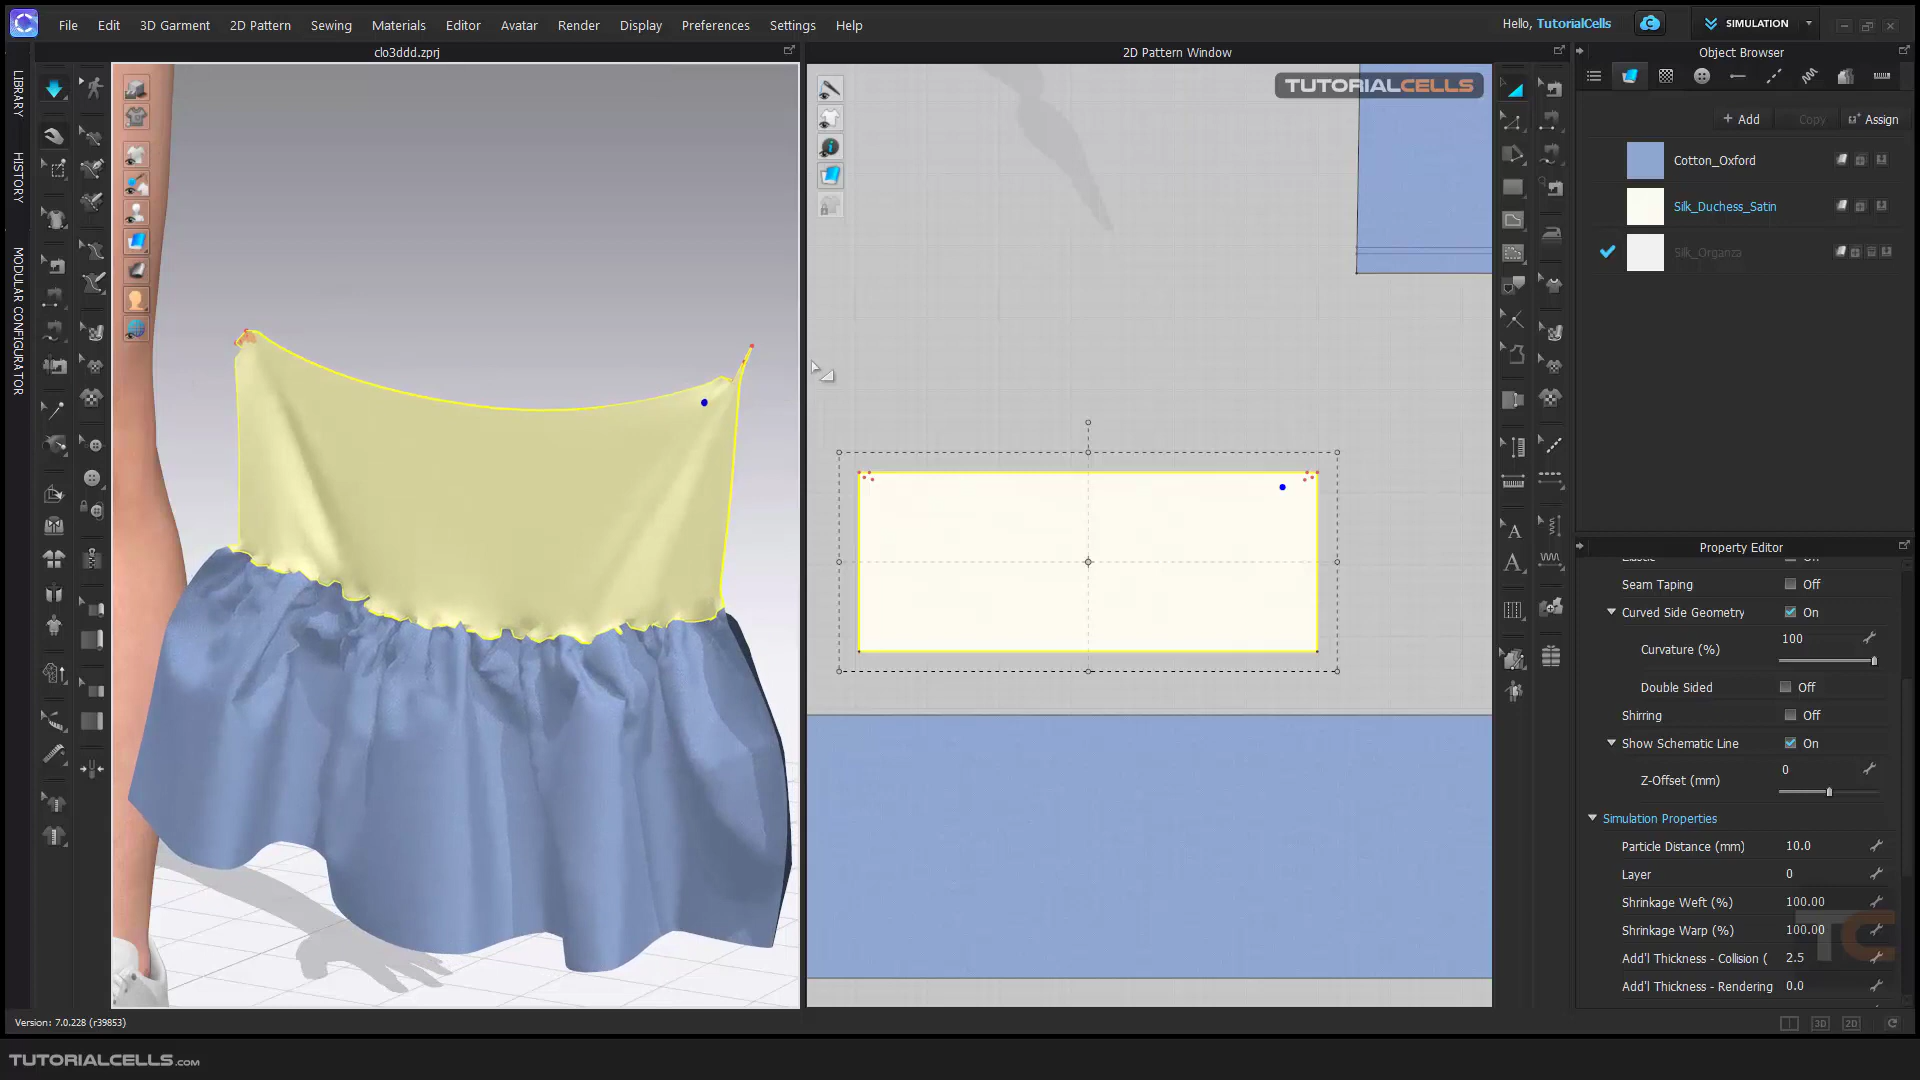 File Edit 3D Garment 2D Pattern Sewing Materials Editor Avatar Render Display Preferences Settings Help
Hello, TutorialCells
SIMULATION
clo3ddd.zprj
2D Pattern Window
Object Browser
LIBRARY
HISTORY
MODULAR CONFIGURATOR
TUTORIALCELLS
+ Add Copy Assign
Cotton_Oxford
Silk_Duchess_Satin
Silk_Organza
Property Editor
Seam Taping Off
Curved Side Geometry On
Curvature (%) 100
Double Sided Off
Shirring Off
Show Schematic Line On
Z-Offset (mm) 0
Simulation Properties
Particle Distance (mm) 10.0
Layer 0
Shrinkage Weft (%) 100.00
Shrinkage Warp (%) 100.00
Add'l Thickness - Collision ( 2.5
Add'l Thickness - Rendering 0.0
TC
Version: 7.0.228 (r39853)
3D 2D
TUTORIALCELLS.com